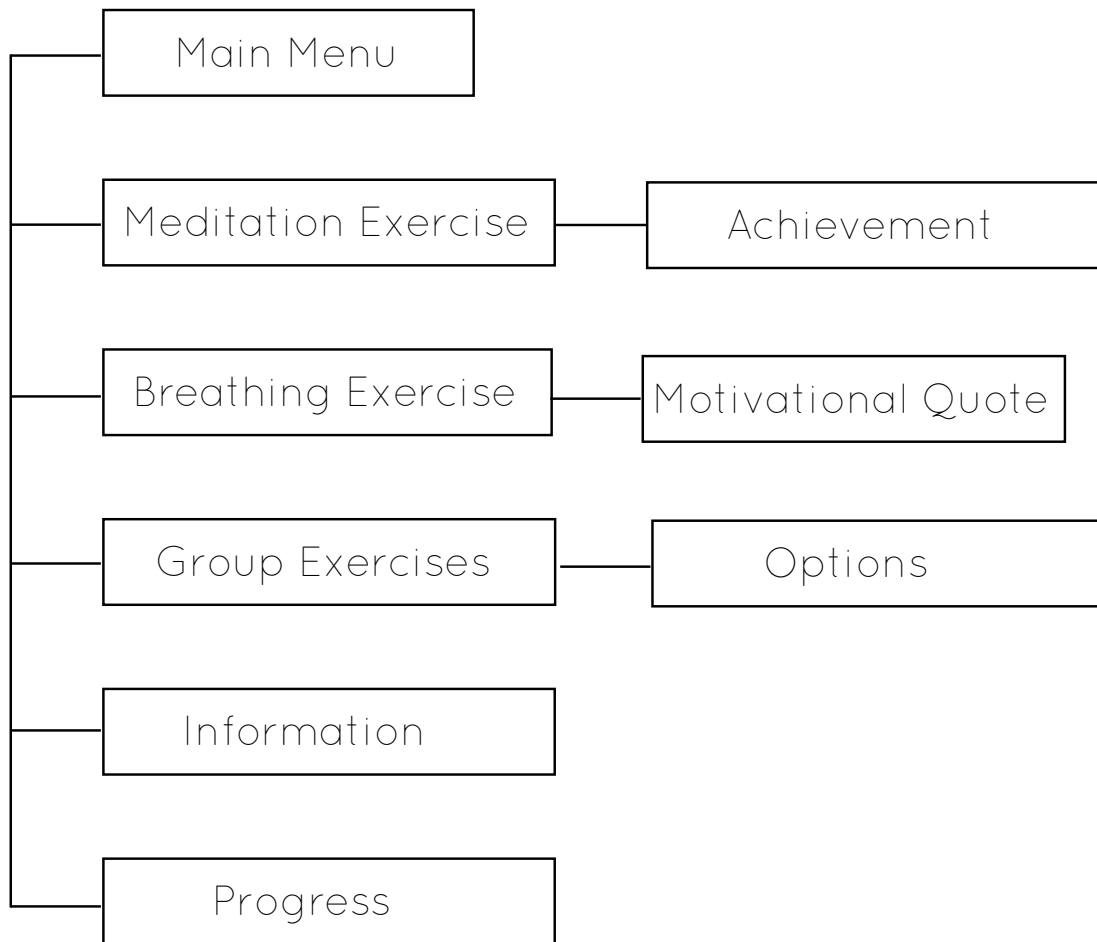 Main Menu
Meditation Exercise
Achievement
Breathing Exercise
Motivational Quote
Group Exercises
Options
Information
Progress